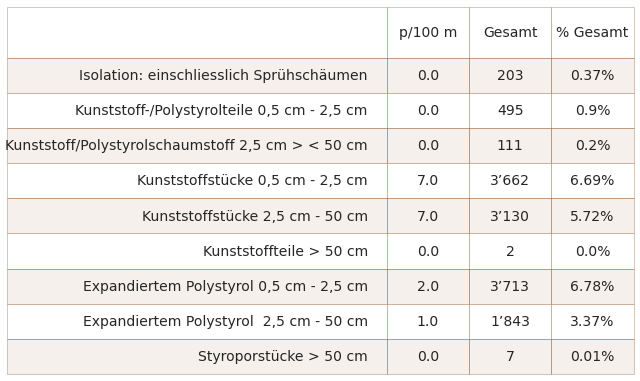 p/100 m Gesamt % Gesamt
Isolation: einschliesslich Sprühschäumen 0.0 203 0.37%
Kunststoff-/Polystyrolteile 0,5 cm - 2,5 cm 0.0 495 0.9%
Kunststoff/Polystyrolschaumstoff 2,5 cm > < 50 cm 0.0 111 0.2%
Kunststoffstücke 0,5 cm - 2,5 cm 7.0 3’662 6.69%
Kunststoffstücke 2,5 cm - 50 cm 7.0 3’130 5.72%
Kunststoffteile > 50 cm 0.0 2 0.0%
Expandiertem Polystyrol 0,5 cm - 2,5 cm 2.0 3’713 6.78%
Expandiertem Polystyrol  2,5 cm - 50 cm 1.0 1’843 3.37%
Styroporstücke > 50 cm 0.0 7 0.01%